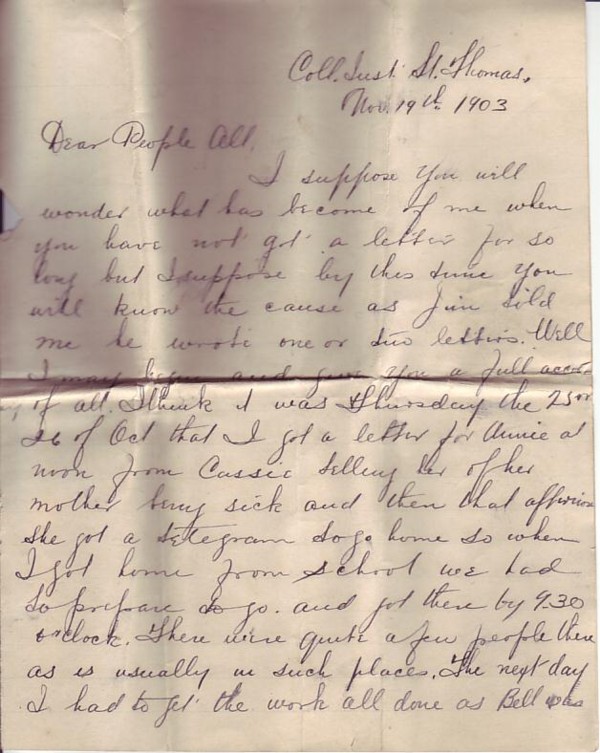 Coll. Inst. St. Thomas,
Nov. 19th 1903
Dear People All,
I suppose you will
wonder what has become of me when
you have not got a letter for so
long but I suppose by this time you
will know the cause as Jim told
me he wrote one or two letters. Well
I may begin and give you a full account
of all. I think it was Thursday the 25 or
26 of Oct that I got a letter for Annie at
noon from Cassie telling her of her
mother being sick and then that afternoon
she got a telegram to go home so when
I got home from school we had
to prepare to go. and got there by 9.30
o'clock. There were quite a few people there
as is usually in such places. The next day
I had to get the work all done as Bell was